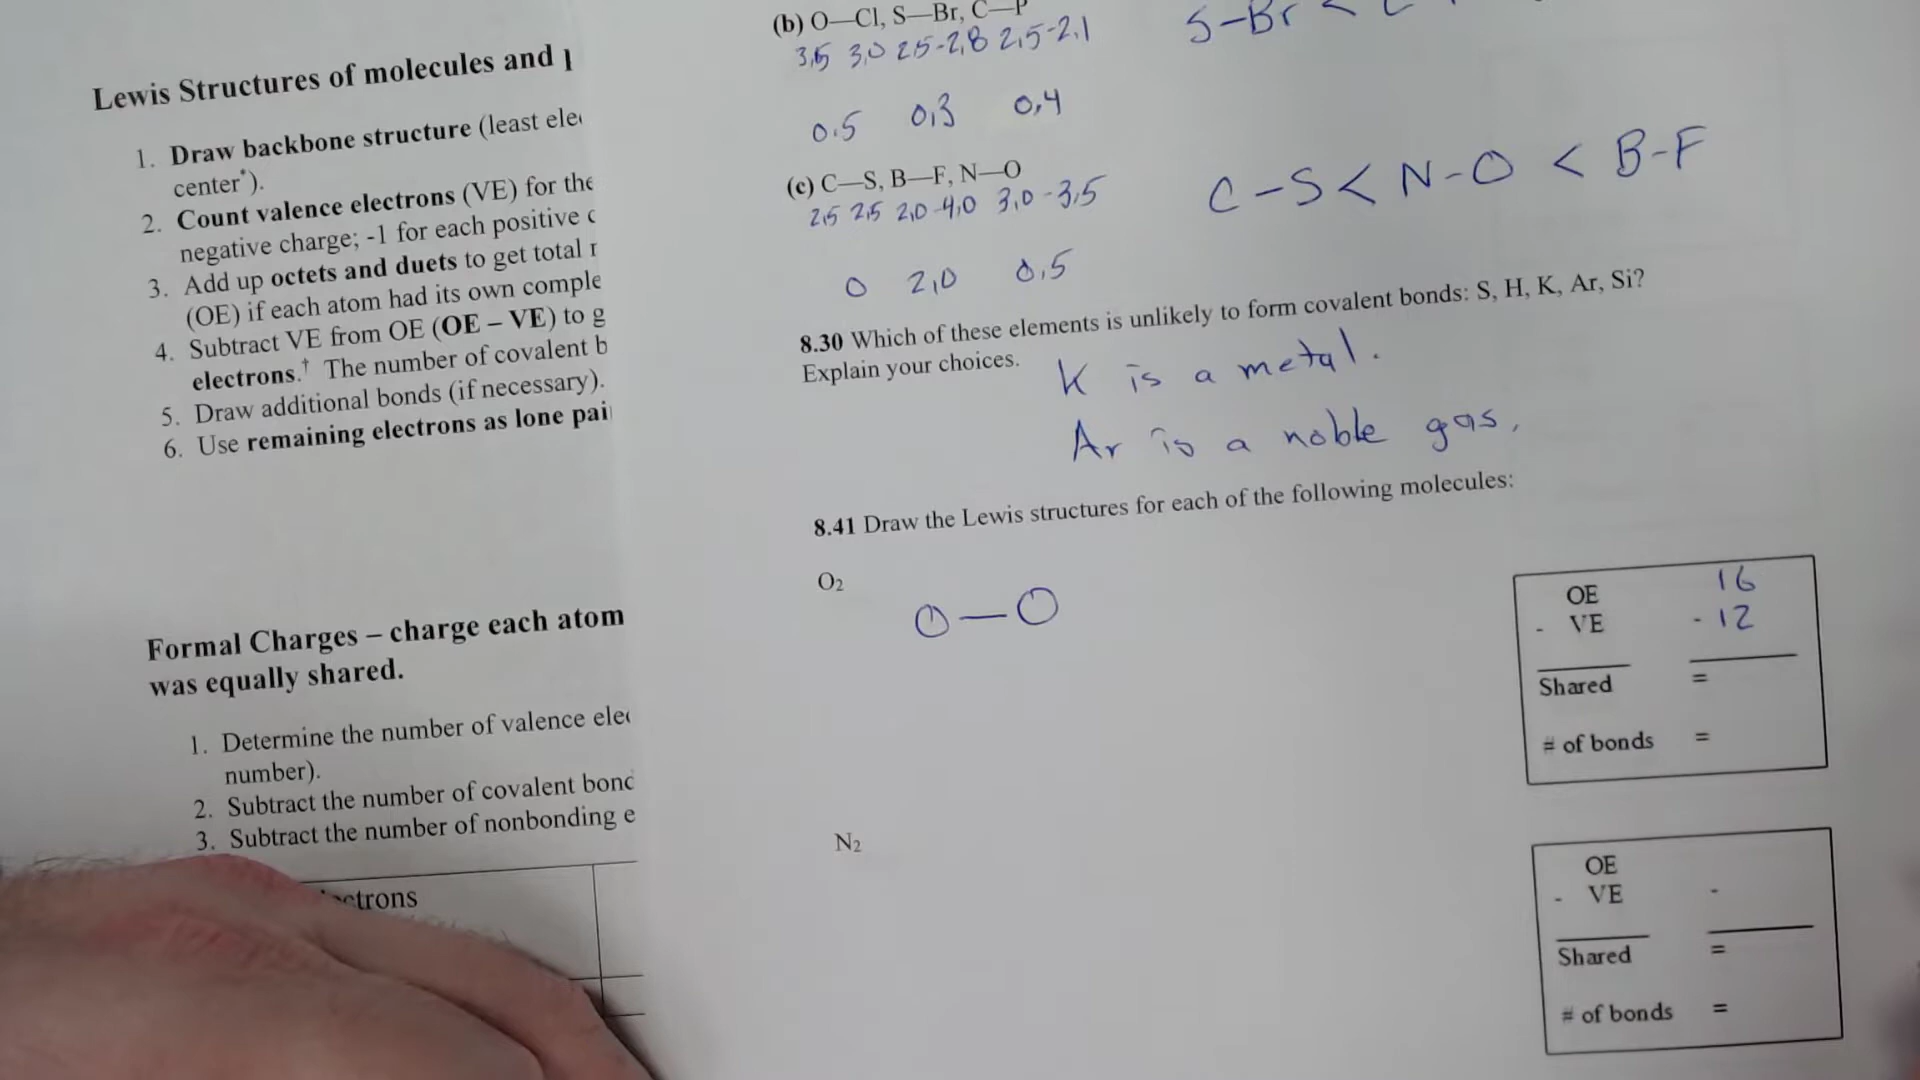 Lewis Structures of molecules and
1. Draw backbone structure (least
center*).
2. Count valence electrons (VE) for the
negative charge; -1 for each positive
3. Add up octets and duets to get total
(OE) if each atom had its own
4. Subtract VE from OE (OE – VE) to
electrons.† The number of covalent
5. Draw additional bonds (if necessary).
6. Use remaining electrons as lone
Formal Charges – charge each atom
was equally shared.
1. Determine the number of valence
number).
2. Subtract the number of covalent
3. Subtract the number of nonbonding
(b) O—Cl, S—Br, C—P
3,5 3,0 2,5-2,8 2,5-2,1
S-Br <
0.5 0,3 0,4
(c) C—S, B—F, N—O
2,5 2,5 2,0-4,0 3,0-3,5
C-S < N-O < B-F
0 2,0 0,5
8.30 Which of these elements is unlikely to form covalent bonds: S, H, K, Ar, Si?
Explain your choices.
K is a metal.
Ar is a noble gas.
8.41 Draw the Lewis structures for each of the following molecules:
O2
O—O
OE 16
- VE - 12
Shared =
# of bonds =
N2
OE
- VE -
Shared =
# of bonds =